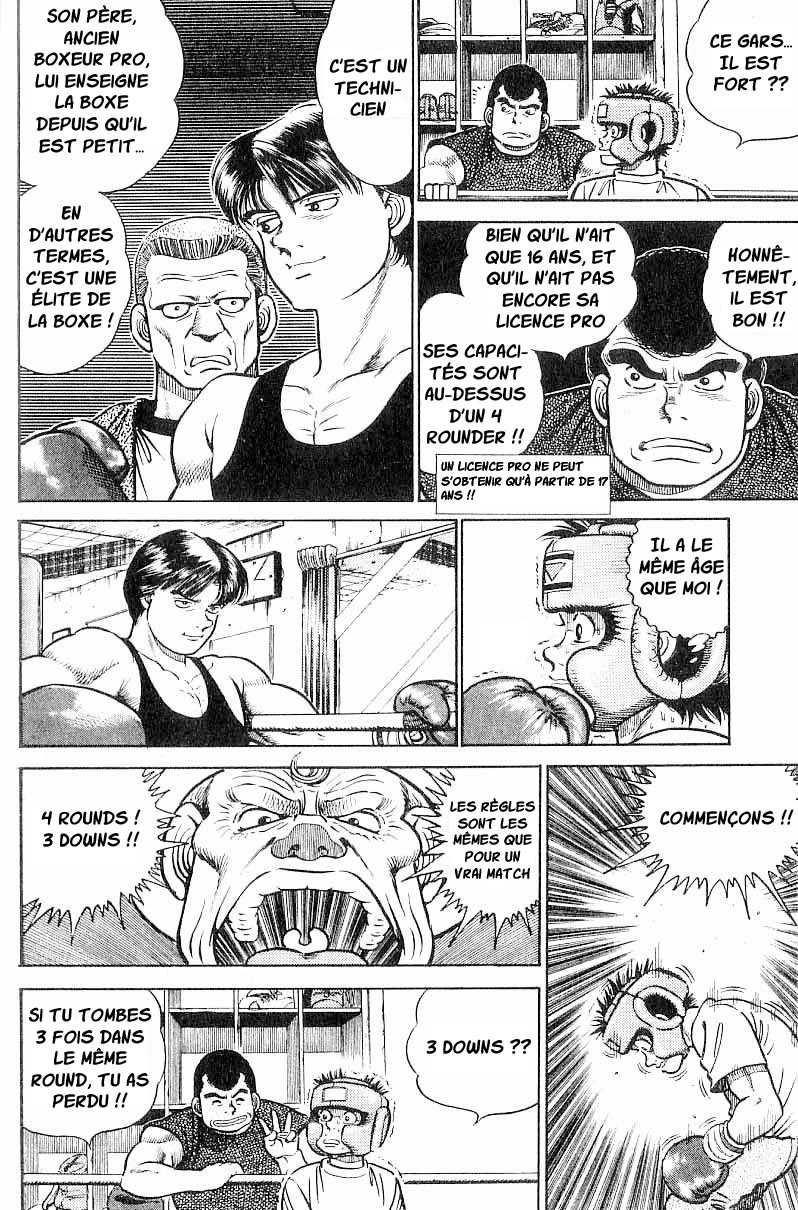 CE GARS...
IL EST
FORT ??
C'EST UN
TECHNI-
CIEN
SON PÈRE,
ANCIEN
BOXEUR PRO,
LUI ENSEIGNE
LA BOXE
DEPUIS QU'IL
EST PETIT...
EN
D'AUTRES
TERMES,
C'EST UNE
ÉLITE DE
LA BOXE !
HONNÊ-
TEMENT,
IL EST
BON !!
BIEN QU'IL N'AIT
QUE 16 ANS, ET
QU'IL N'AIT PAS
ENCORE SA
LICENCE PRO
SES CAPACI-
TÉS SONT
AU-DESSUS
D'UN 4
ROUNDER !!
UN LICENCE PRO NE PEUT
S'OBTENIR QU'À PARTIR DE 17
ANS !!
IL A LE
MÊME ÂGE
QUE MOI !
COMMENÇONS !!
LES RÈGLES
SONT LES
MÊMES QUE
POUR UN
VRAI MATCH
4 ROUNDS !
3 DOWNS !!
3 DOWNS ??
SI TU TOMBES
3 FOIS DANS
LE MÊME
ROUND, TU AS
PERDU !!